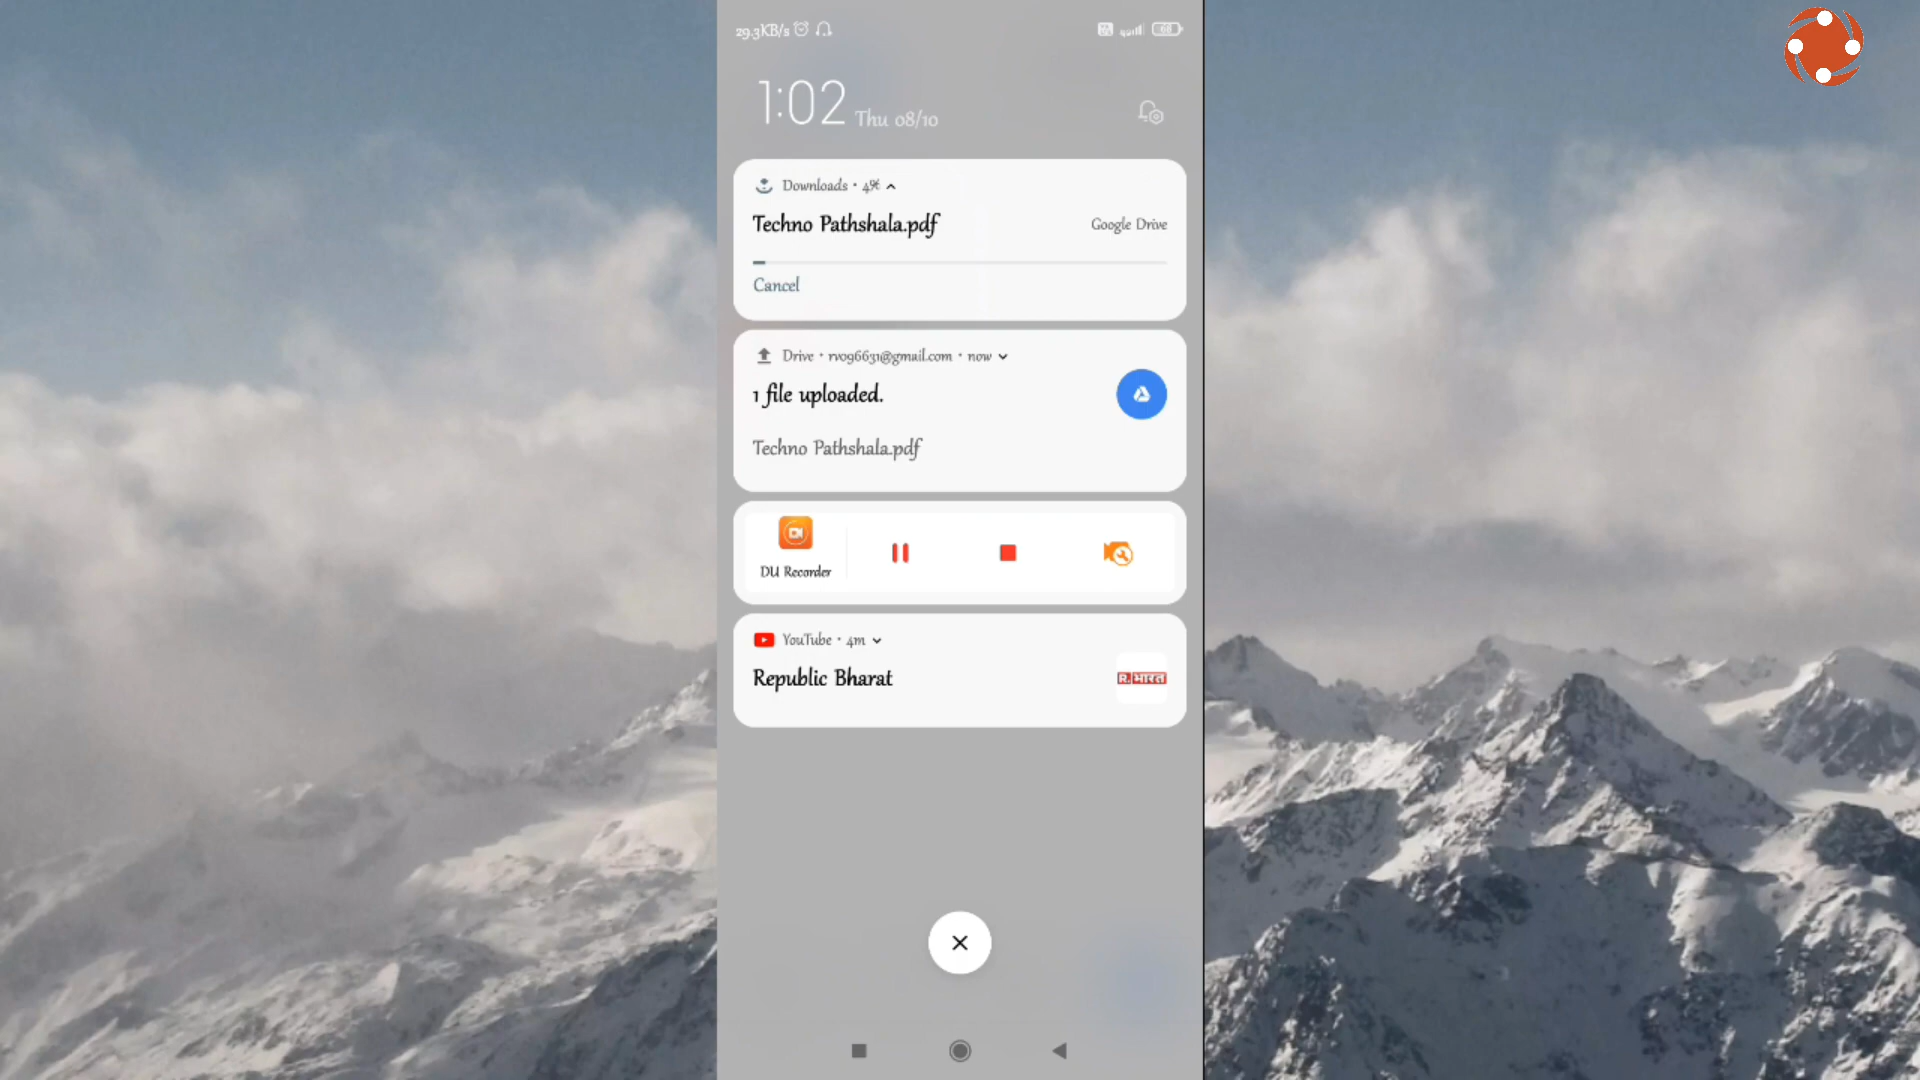 29.3KB/s
1:02 Thu 08/10
Downloads • 4%
Techno Pathshala.pdf
Google Drive
Cancel
Drive • rv096631@gmail.com • now
1 file uploaded.
Techno Pathshala.pdf
DU Recorder
YouTube • 4m
Republic Bharat
R.भारत